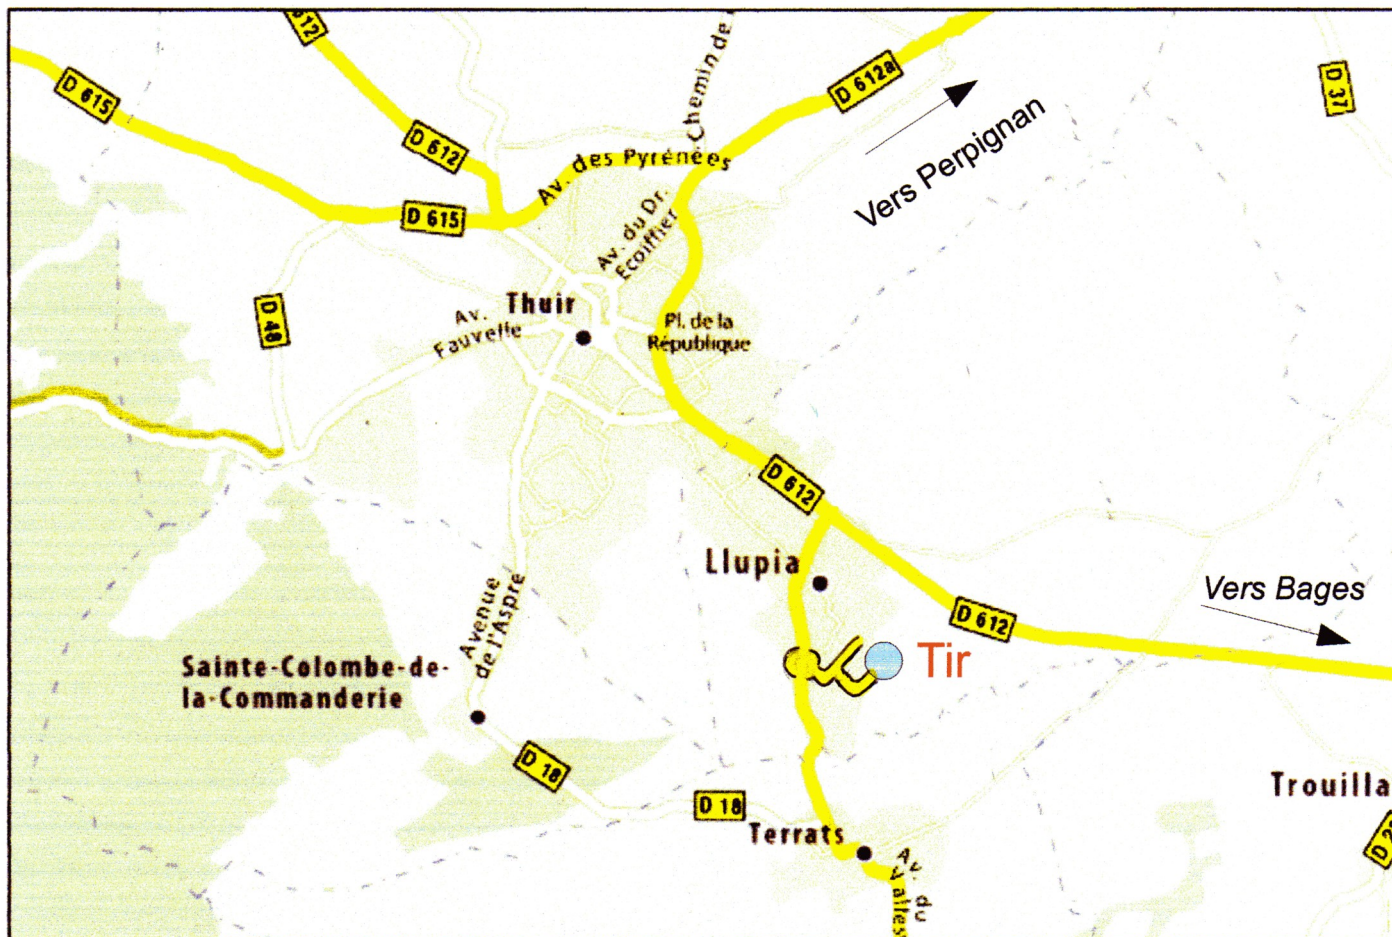 D 615
612
D 612
D 615
Av. des Pyrénées
Chemin de
D 612a
Vers Perpignan
D 37
Av. du Dr.
Ecoiffier
D 48
Av.
Fauvelle
Thuir
Pl. de la
République
D 612
Llupia
Vers Bages
D 612
Tir
Avenue
de l'Aspre
Sainte-Colombe-de-
la-Commanderie
D 18
D 18
Terrats
Av. du
Trouilla